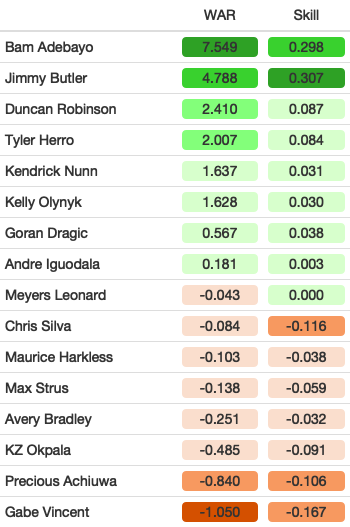 WAR Skill
Bam Adebayo 7.549 0.298
Jimmy Butler 4.788 0.307
Duncan Robinson 2.410 0.087
Tyler Herro 2.007 0.084
Kendrick Nunn 1.637 0.031
Kelly Olynyk 1.628 0.030
Goran Dragic 0.567 0.038
Andre Iguodala 0.181 0.003
Meyers Leonard -0.043 0.000
Chris Silva -0.084 -0.116
Maurice Harkless -0.103 -0.038
Max Strus -0.138 -0.059
Avery Bradley -0.251 -0.032
KZ Okpala -0.485 -0.091
Precious Achiuwa -0.840 -0.106
Gabe Vincent -1.050 -0.167